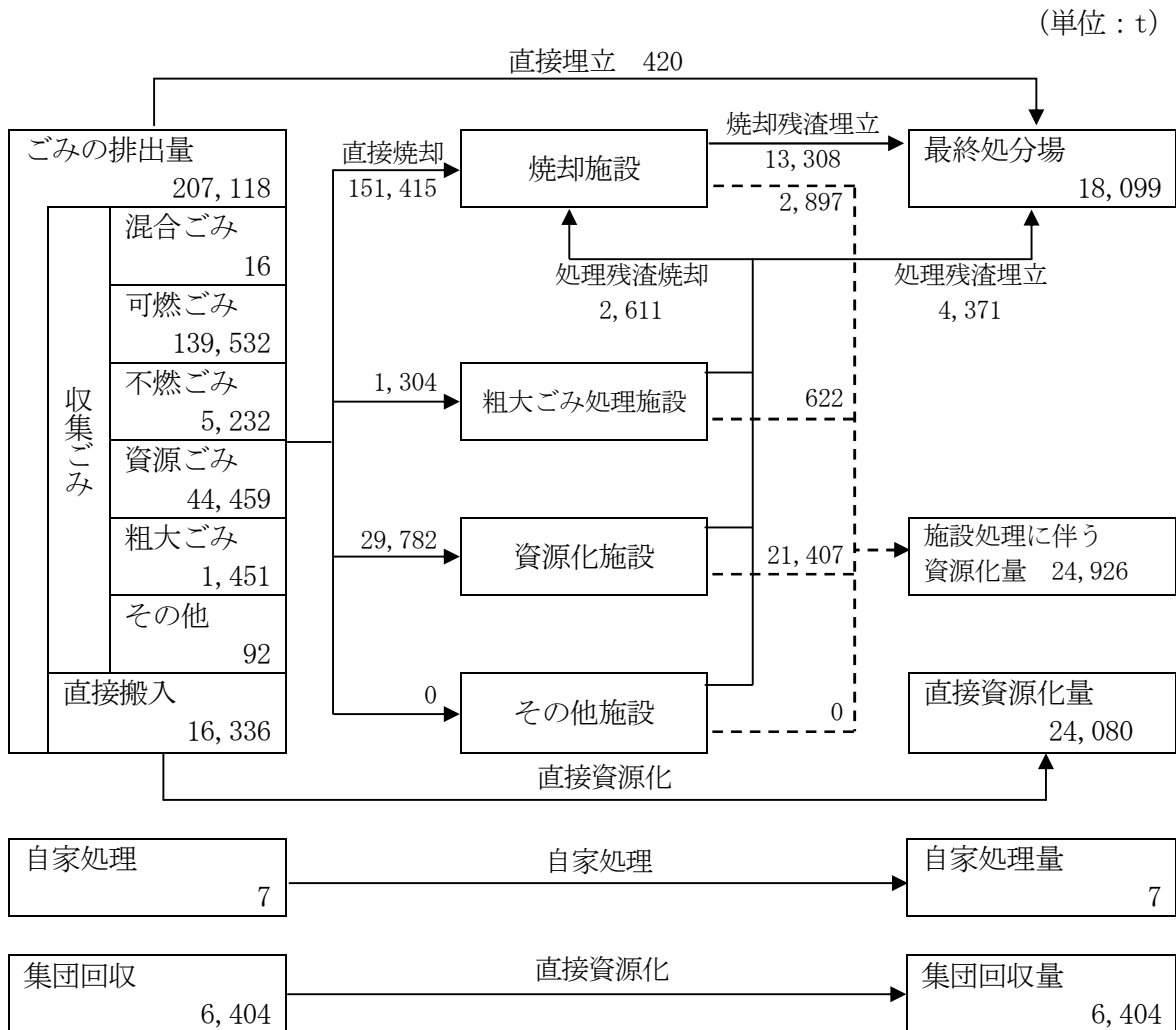 (単位：t)
直接埋立　420
ごみの排出量
207,118
直接焼却
151,415
焼却施設
焼却残渣埋立
13,308
2,897
最終処分場
18,099
混合ごみ
16
処理残渣焼却
2,611
処理残渣埋立
4,371
収集ごみ
可燃ごみ
139,532
不燃ごみ
5,232
1,304
粗大ごみ処理施設
622
資源ごみ
44,459
粗大ごみ
1,451
29,782
資源化施設
21,407
施設処理に伴う
資源化量　24,926
その他
92
直接搬入
16,336
0
その他施設
0
直接資源化量
24,080
直接資源化
自家処理
7
自家処理
自家処理量
7
集団回収
6,404
直接資源化
集団回収量
6,404